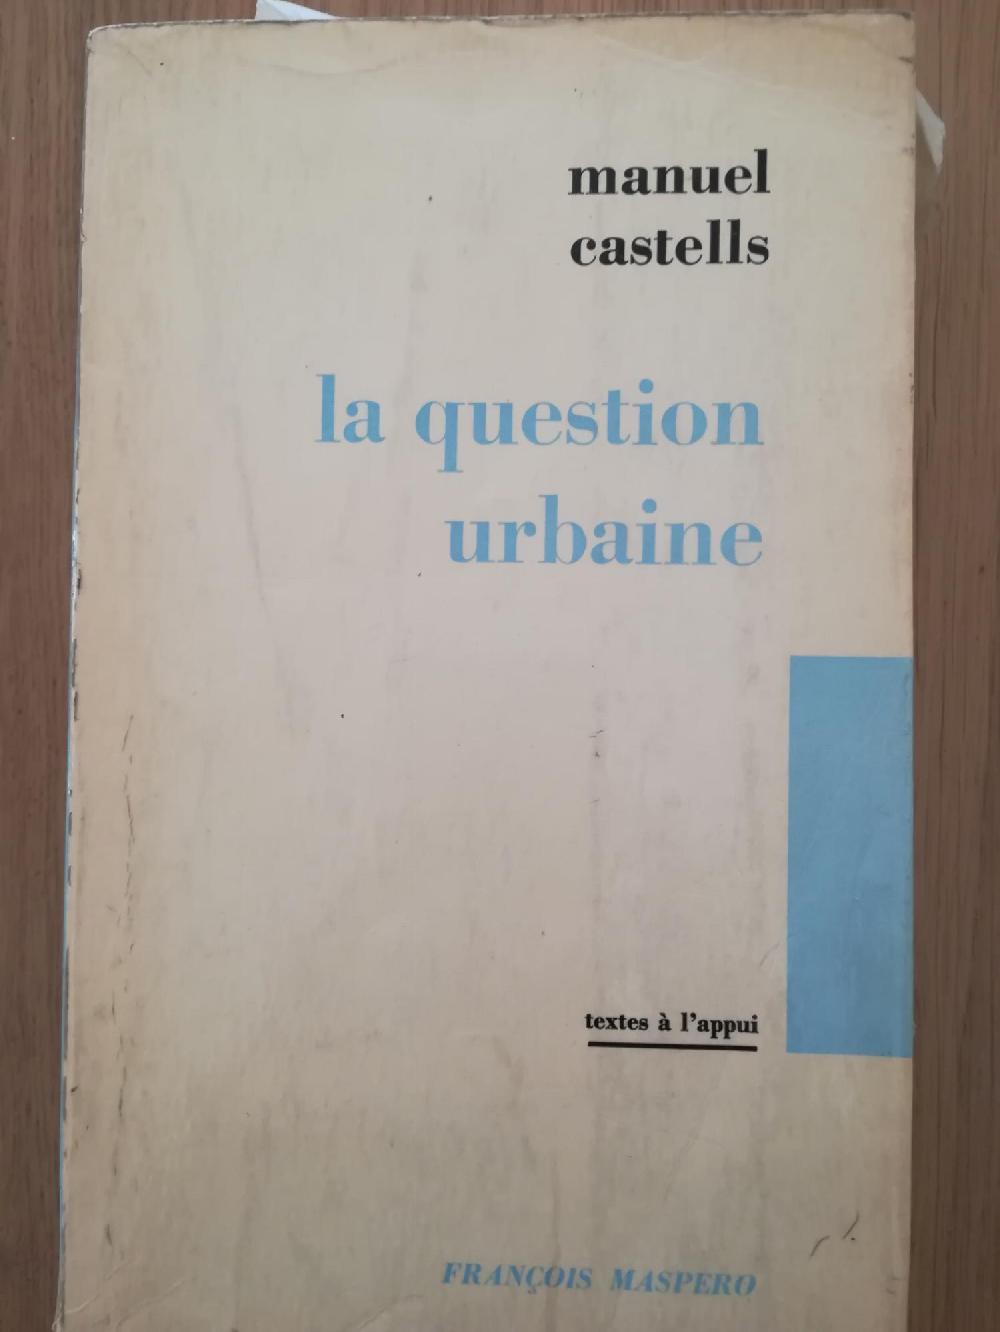 manuel
castells
la question
urbaine
textes à l'appui
FRANÇOIS MASPERO